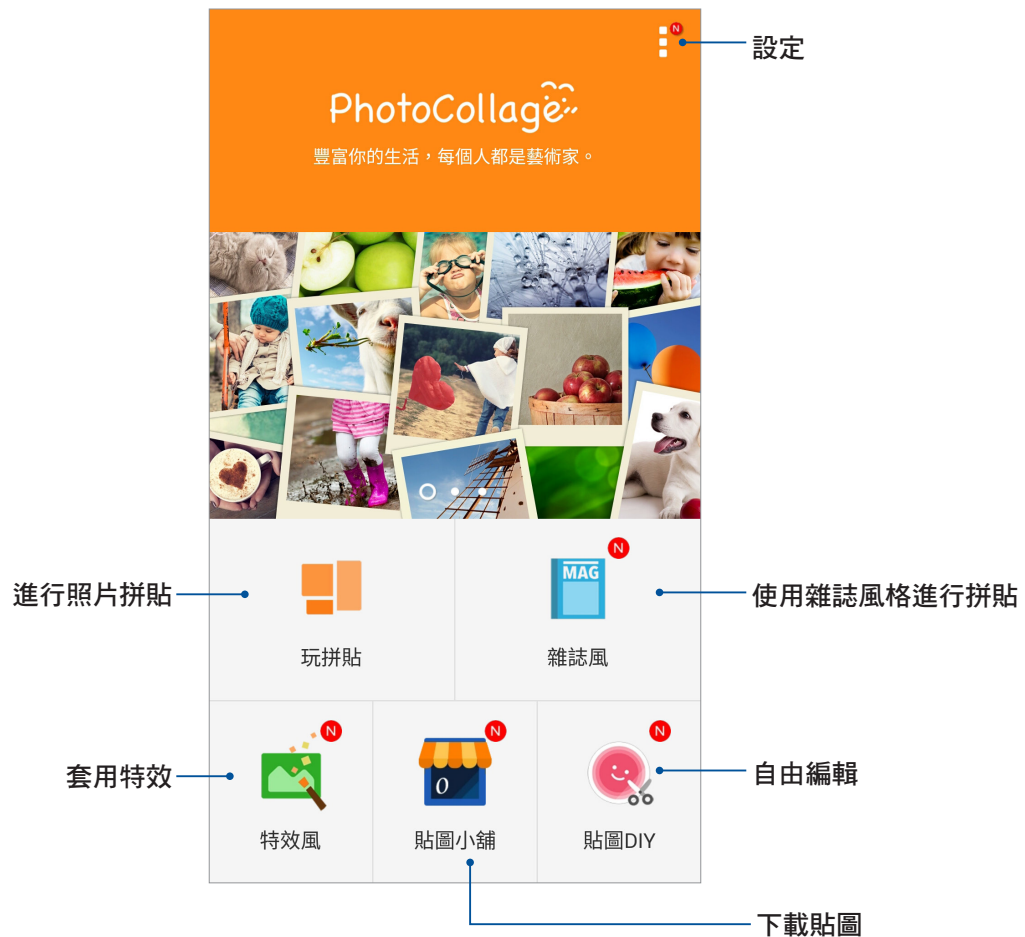 N
設定
PhotoCollage
豐富你的生活，每個人都是藝術家。
N
MAG
進行照片拼貼
使用雜誌風格進行拼貼
玩拼貼
雜誌風
N
N
N
0
套用特效
自由編輯
特效風
貼圖小舖
貼圖DIY
下載貼圖